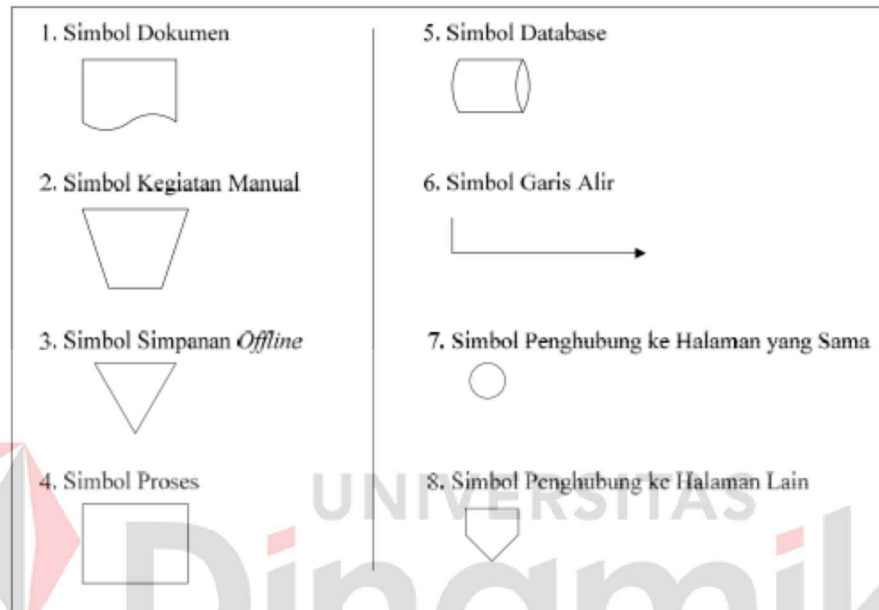 1. Simbol Dokumen
2. Simbol Kegiatan Manual
3. Simbol Simpanan Offline
4. Simbol Proses
5. Simbol Database
6. Simbol Garis Alir
7. Simbol Penghubung ke Halaman yang Sama
8. Simbol Penghubung ke Halaman Lain
UNIVERSITAS
Dinamik